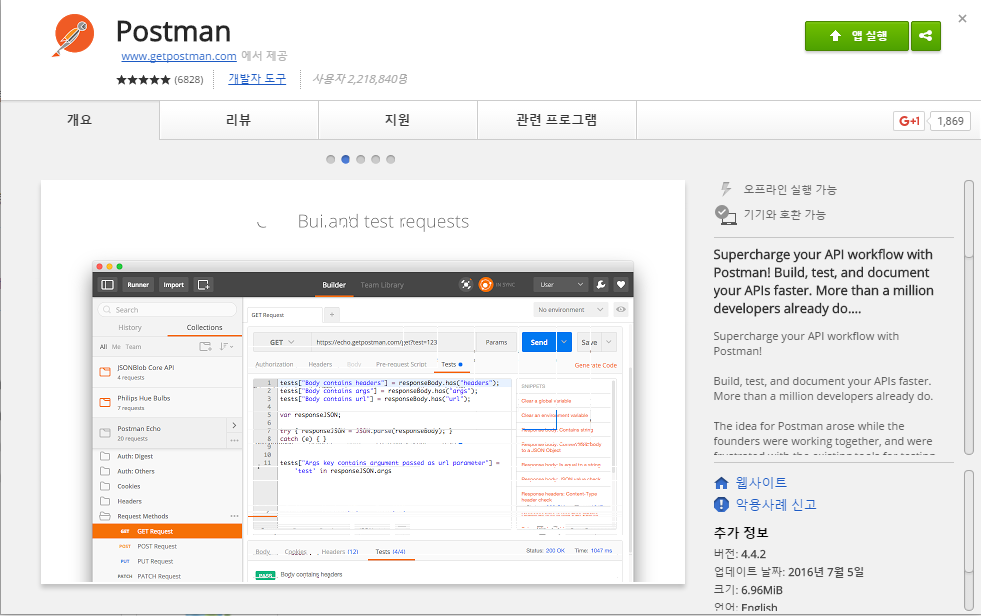 Postman
www.getpostman.com 에서 제공
★★★★★ (6828) 개발자 도구 사용자 2,218,840명
앱 실행
개요 리뷰 지원 관련 프로그램
G+1 1,869
and test requests
Runner Import Builder Team Library IN SYNC User
Search
History Collections
All Me Team
JSONBlob Core API
4 requests
Philips Hue Bulbs
7 requests
Postman Echo
20 requests
Auth: Digest
Auth: Others
Cookies
Headers
Request Methods
GET GET Request
POST POST Request
PUT PUT Request
PATCH PATCH Request
GET Request + No environment
GET https://echo.getpostman.com/get?test=123 Params Send Save
Authorization Headers Body Pre-request Script Tests Generate Code
1 tests["Body contains headers"] = responseBody.has("headers");
2 tests["Body contains args"] = responseBody.has("args");
3 tests["Body contains url"] = responseBody.has("url");
4
5 var responseJSON;
6
7 try { responseJSON = JSON.parse(responseBody); }
8 catch (e) { }
9
10
11 tests["Args key contains argument passed as url parameter"] =
'test' in responseJSON.args
SNIPPETS
Clear a global variable
Clear an environment variable
Response body: Contains string
Response body: Convert XML body
to a JSON Object
Response body: Is equal to a string
Response body: JSON value check
Response headers: Content-Type
header check
Body Cookies Headers (12) Tests (4/4) Status: 200 OK Time: 1047 ms
PASS Body contains headers
오프라인 실행 가능
기기와 호환 가능
Supercharge your API workflow with
Postman! Build, test, and document
your APIs faster. More than a million
developers already do....
Supercharge your API workflow with
Postman!
Build, test, and document your APIs faster.
More than a million developers already do.
The idea for Postman arose while the
founders were working together, and were
frustrated with the existing tools for testing
웹사이트
악용사례 신고
추가 정보
버전: 4.4.2
업데이트 날짜: 2016년 7월 5일
크기: 6.96MiB
언어: English